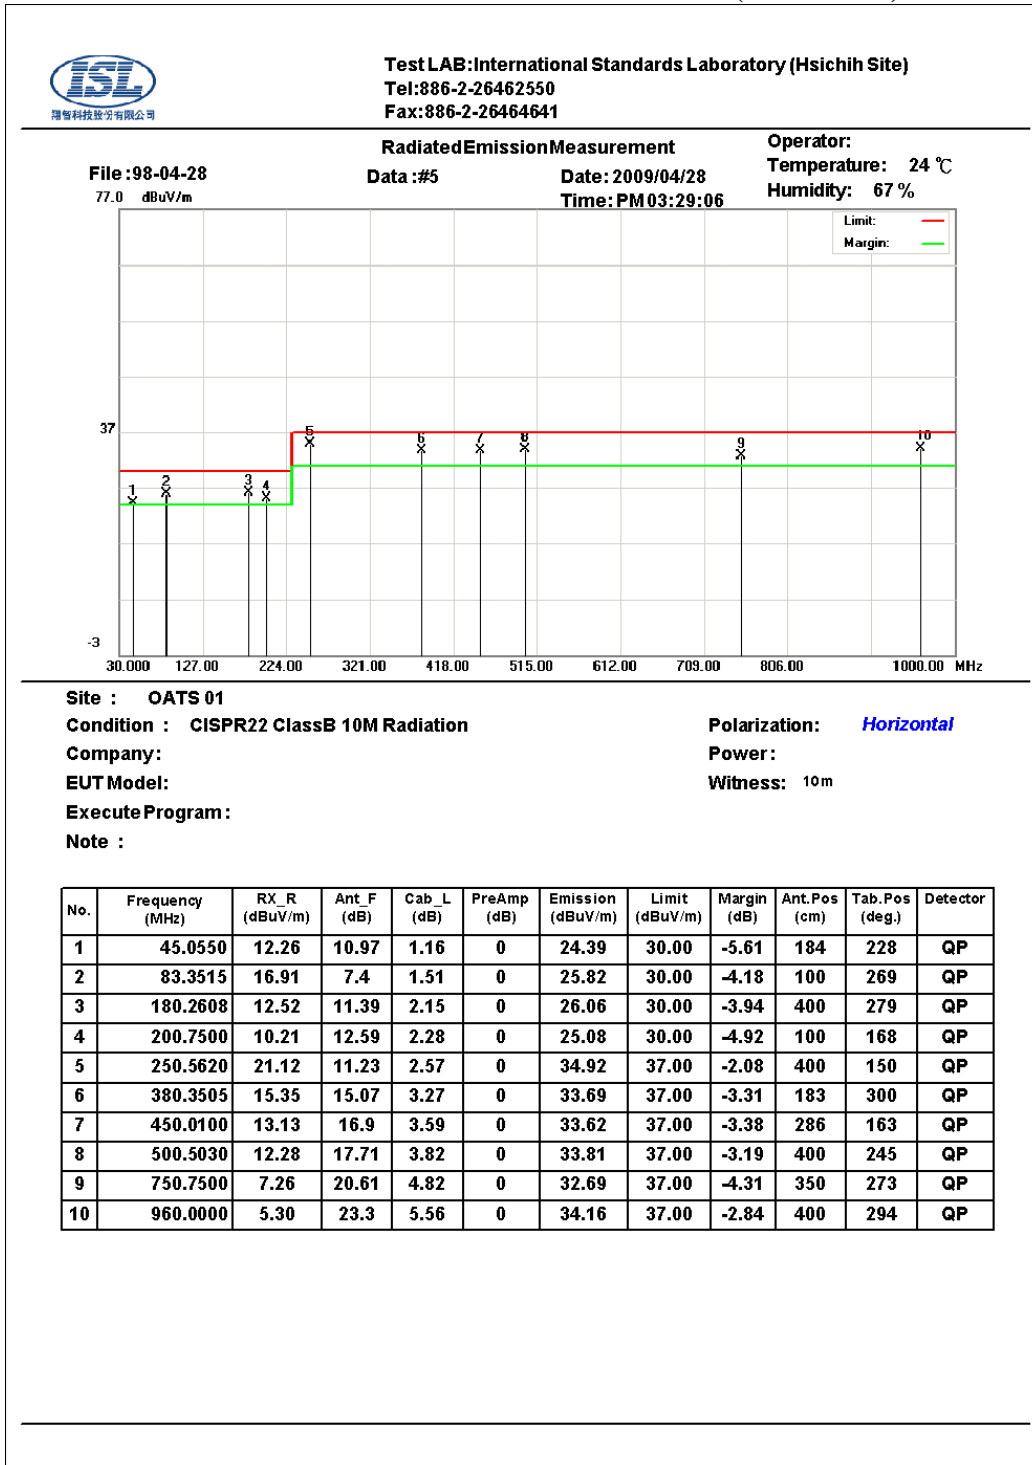 ISL
翔智科技股份有限公司
Test LAB:International Standards Laboratory (Hsichih Site)
Tel:886-2-26462550
Fax:886-2-26464641
Radiated Emission Measurement
Operator:
Temperature: 24 ℃
Humidity: 67 %
File :98-04-28
Data :#5
Date: 2009/04/28
Time: PM 03:29:06
77.0 dBuV/m
Limit:
Margin:
37
-3
1 2 3 4 5 6 7 8 9 10
30.000 127.00 224.00 321.00 418.00 515.00 612.00 709.00 806.00 1000.00 MHz
Site : OATS 01
Condition : CISPR22 ClassB 10M Radiation
Polarization: Horizontal
Company:
Power:
EUT Model:
Witness: 10m
Execute Program:
Note :
No. Frequency (MHz) RX_R (dBuV/m) Ant_F (dB) Cab_L (dB) PreAmp (dB) Emission (dBuV/m) Limit (dBuV/m) Margin (dB) Ant.Pos (cm) Tab.Pos (deg.) Detector
1 45.0550 12.26 10.97 1.16 0 24.39 30.00 -5.61 184 228 QP
2 83.3515 16.91 7.4 1.51 0 25.82 30.00 -4.18 100 269 QP
3 180.2608 12.52 11.39 2.15 0 26.06 30.00 -3.94 400 279 QP
4 200.7500 10.21 12.59 2.28 0 25.08 30.00 -4.92 100 168 QP
5 250.5620 21.12 11.23 2.57 0 34.92 37.00 -2.08 400 150 QP
6 380.3505 15.35 15.07 3.27 0 33.69 37.00 -3.31 183 300 QP
7 450.0100 13.13 16.9 3.59 0 33.62 37.00 -3.38 286 163 QP
8 500.5030 12.28 17.71 3.82 0 33.81 37.00 -3.19 400 245 QP
9 750.7500 7.26 20.61 4.82 0 32.69 37.00 -4.31 350 273 QP
10 960.0000 5.30 23.3 5.56 0 34.16 37.00 -2.84 400 294 QP